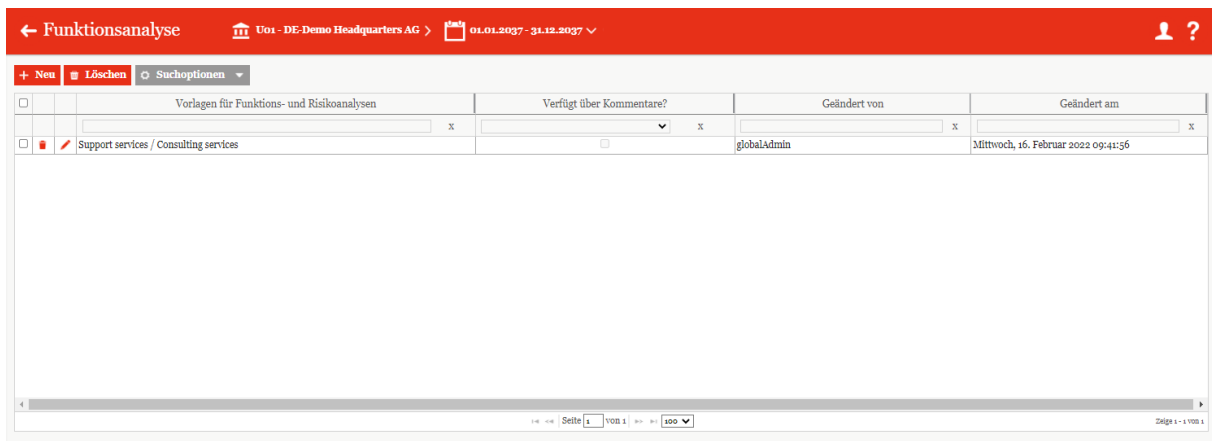 Funktionsanalyse U01 - DE-Demo Headquarters AG 01.01.2037 - 31.12.2037 ?
+ Neu Löschen Suchoptionen
Vorlagen für Funktions- und Risikoanalysen Verfügt über Kommentare? Geändert von Geändert am
x x x x
Support services / Consulting services globalAdmin Mittwoch, 16. Februar 2022 09:41:56
Seite 1 von 1 100 Zeige 1 - 1 von 1